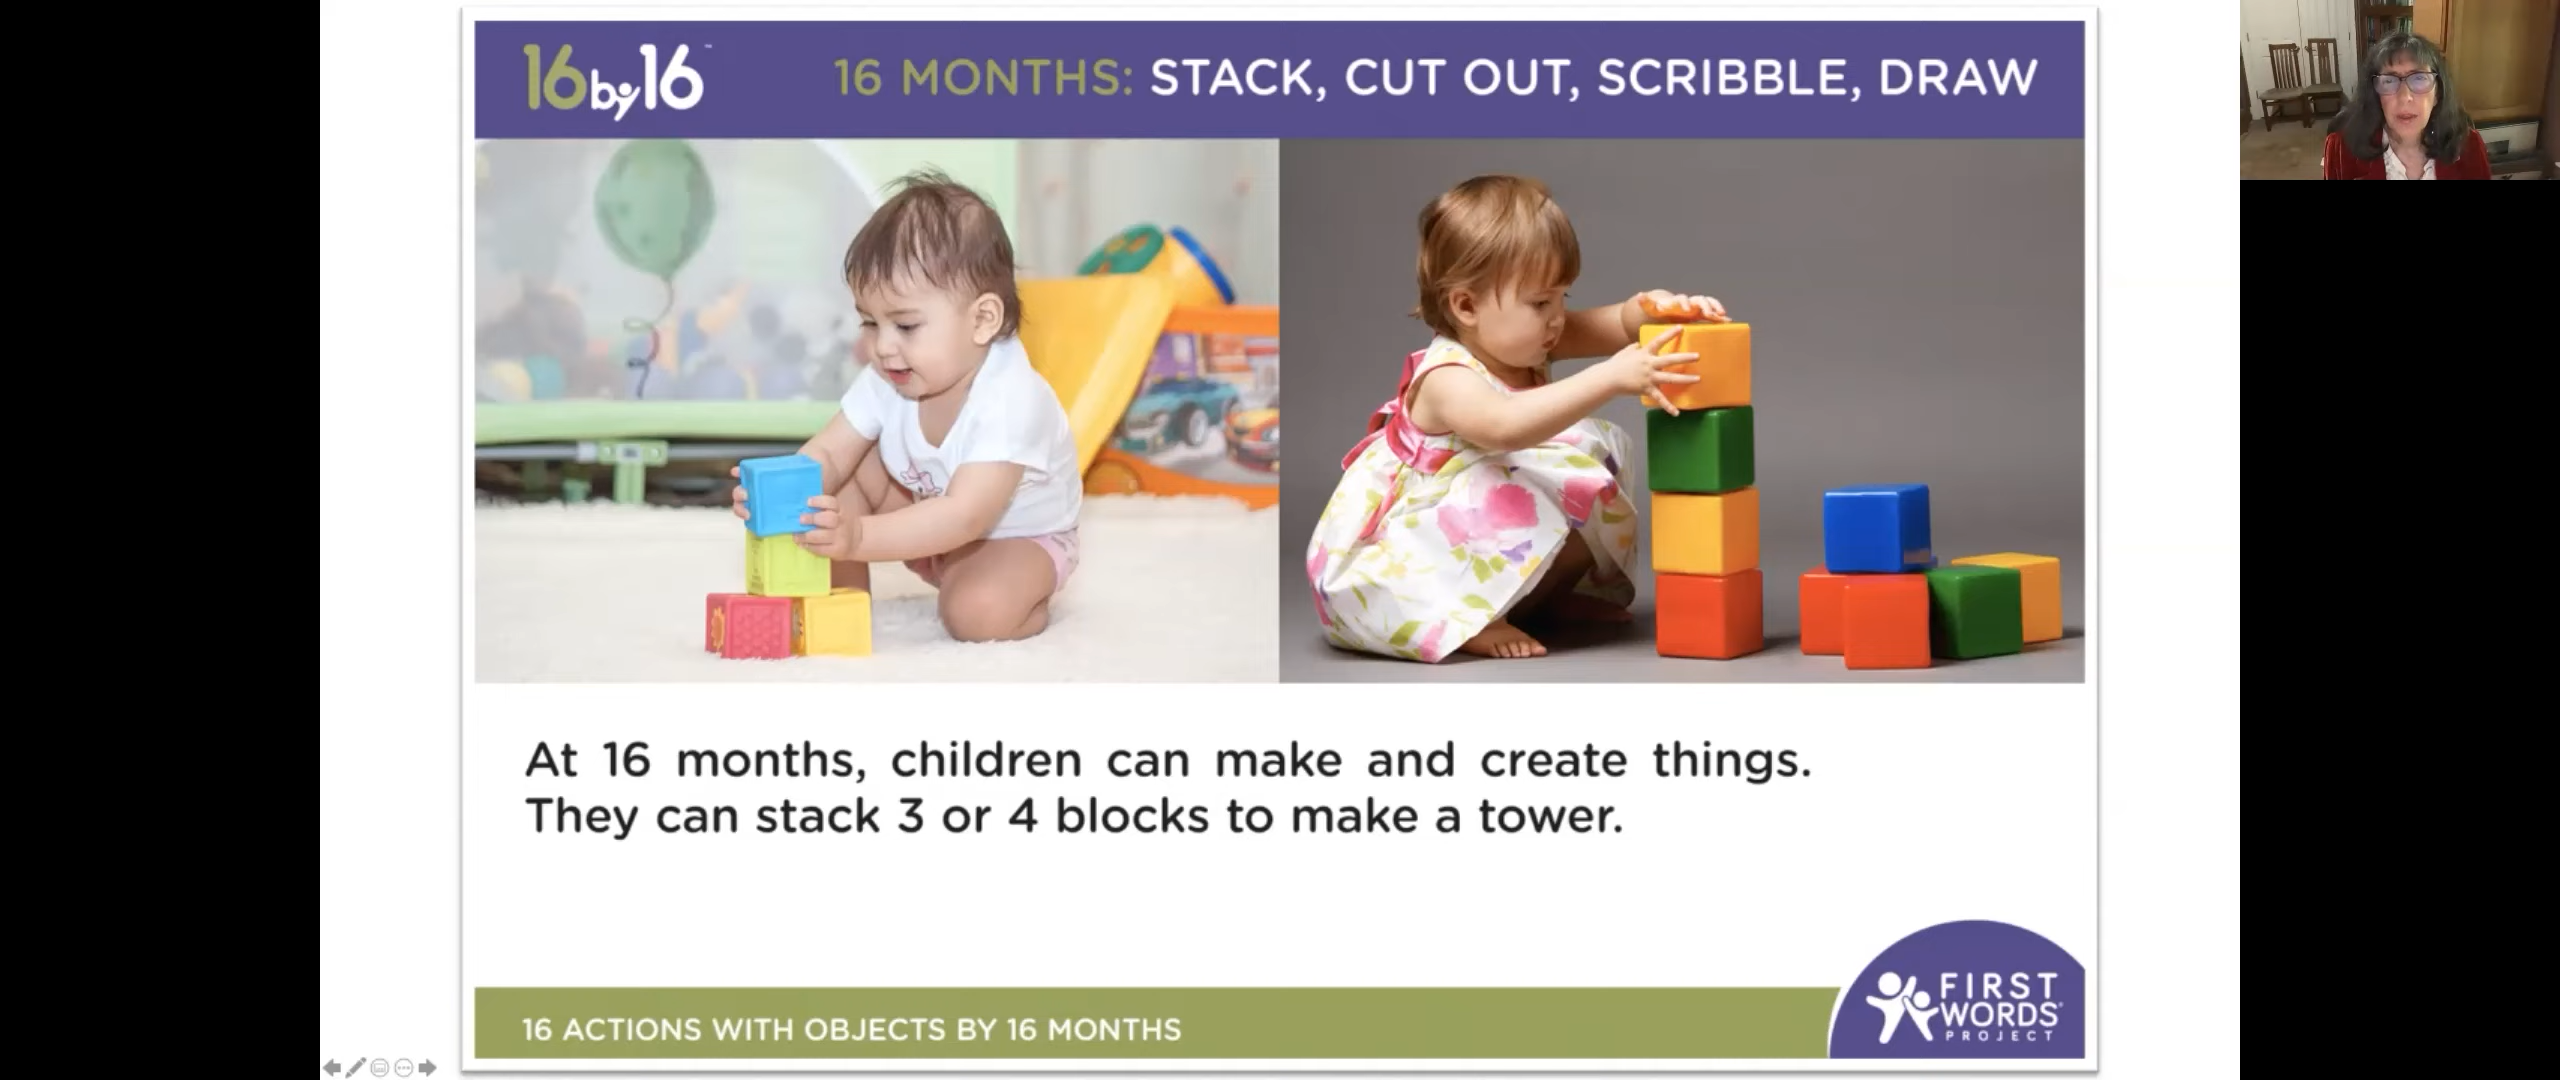 16by16™
16 MONTHS: STACK, CUT OUT, SCRIBBLE, DRAW
At 16 months, children can make and create things.
They can stack 3 or 4 blocks to make a tower.
16 ACTIONS WITH OBJECTS BY 16 MONTHS
FIRST
WORDS®
PROJECT